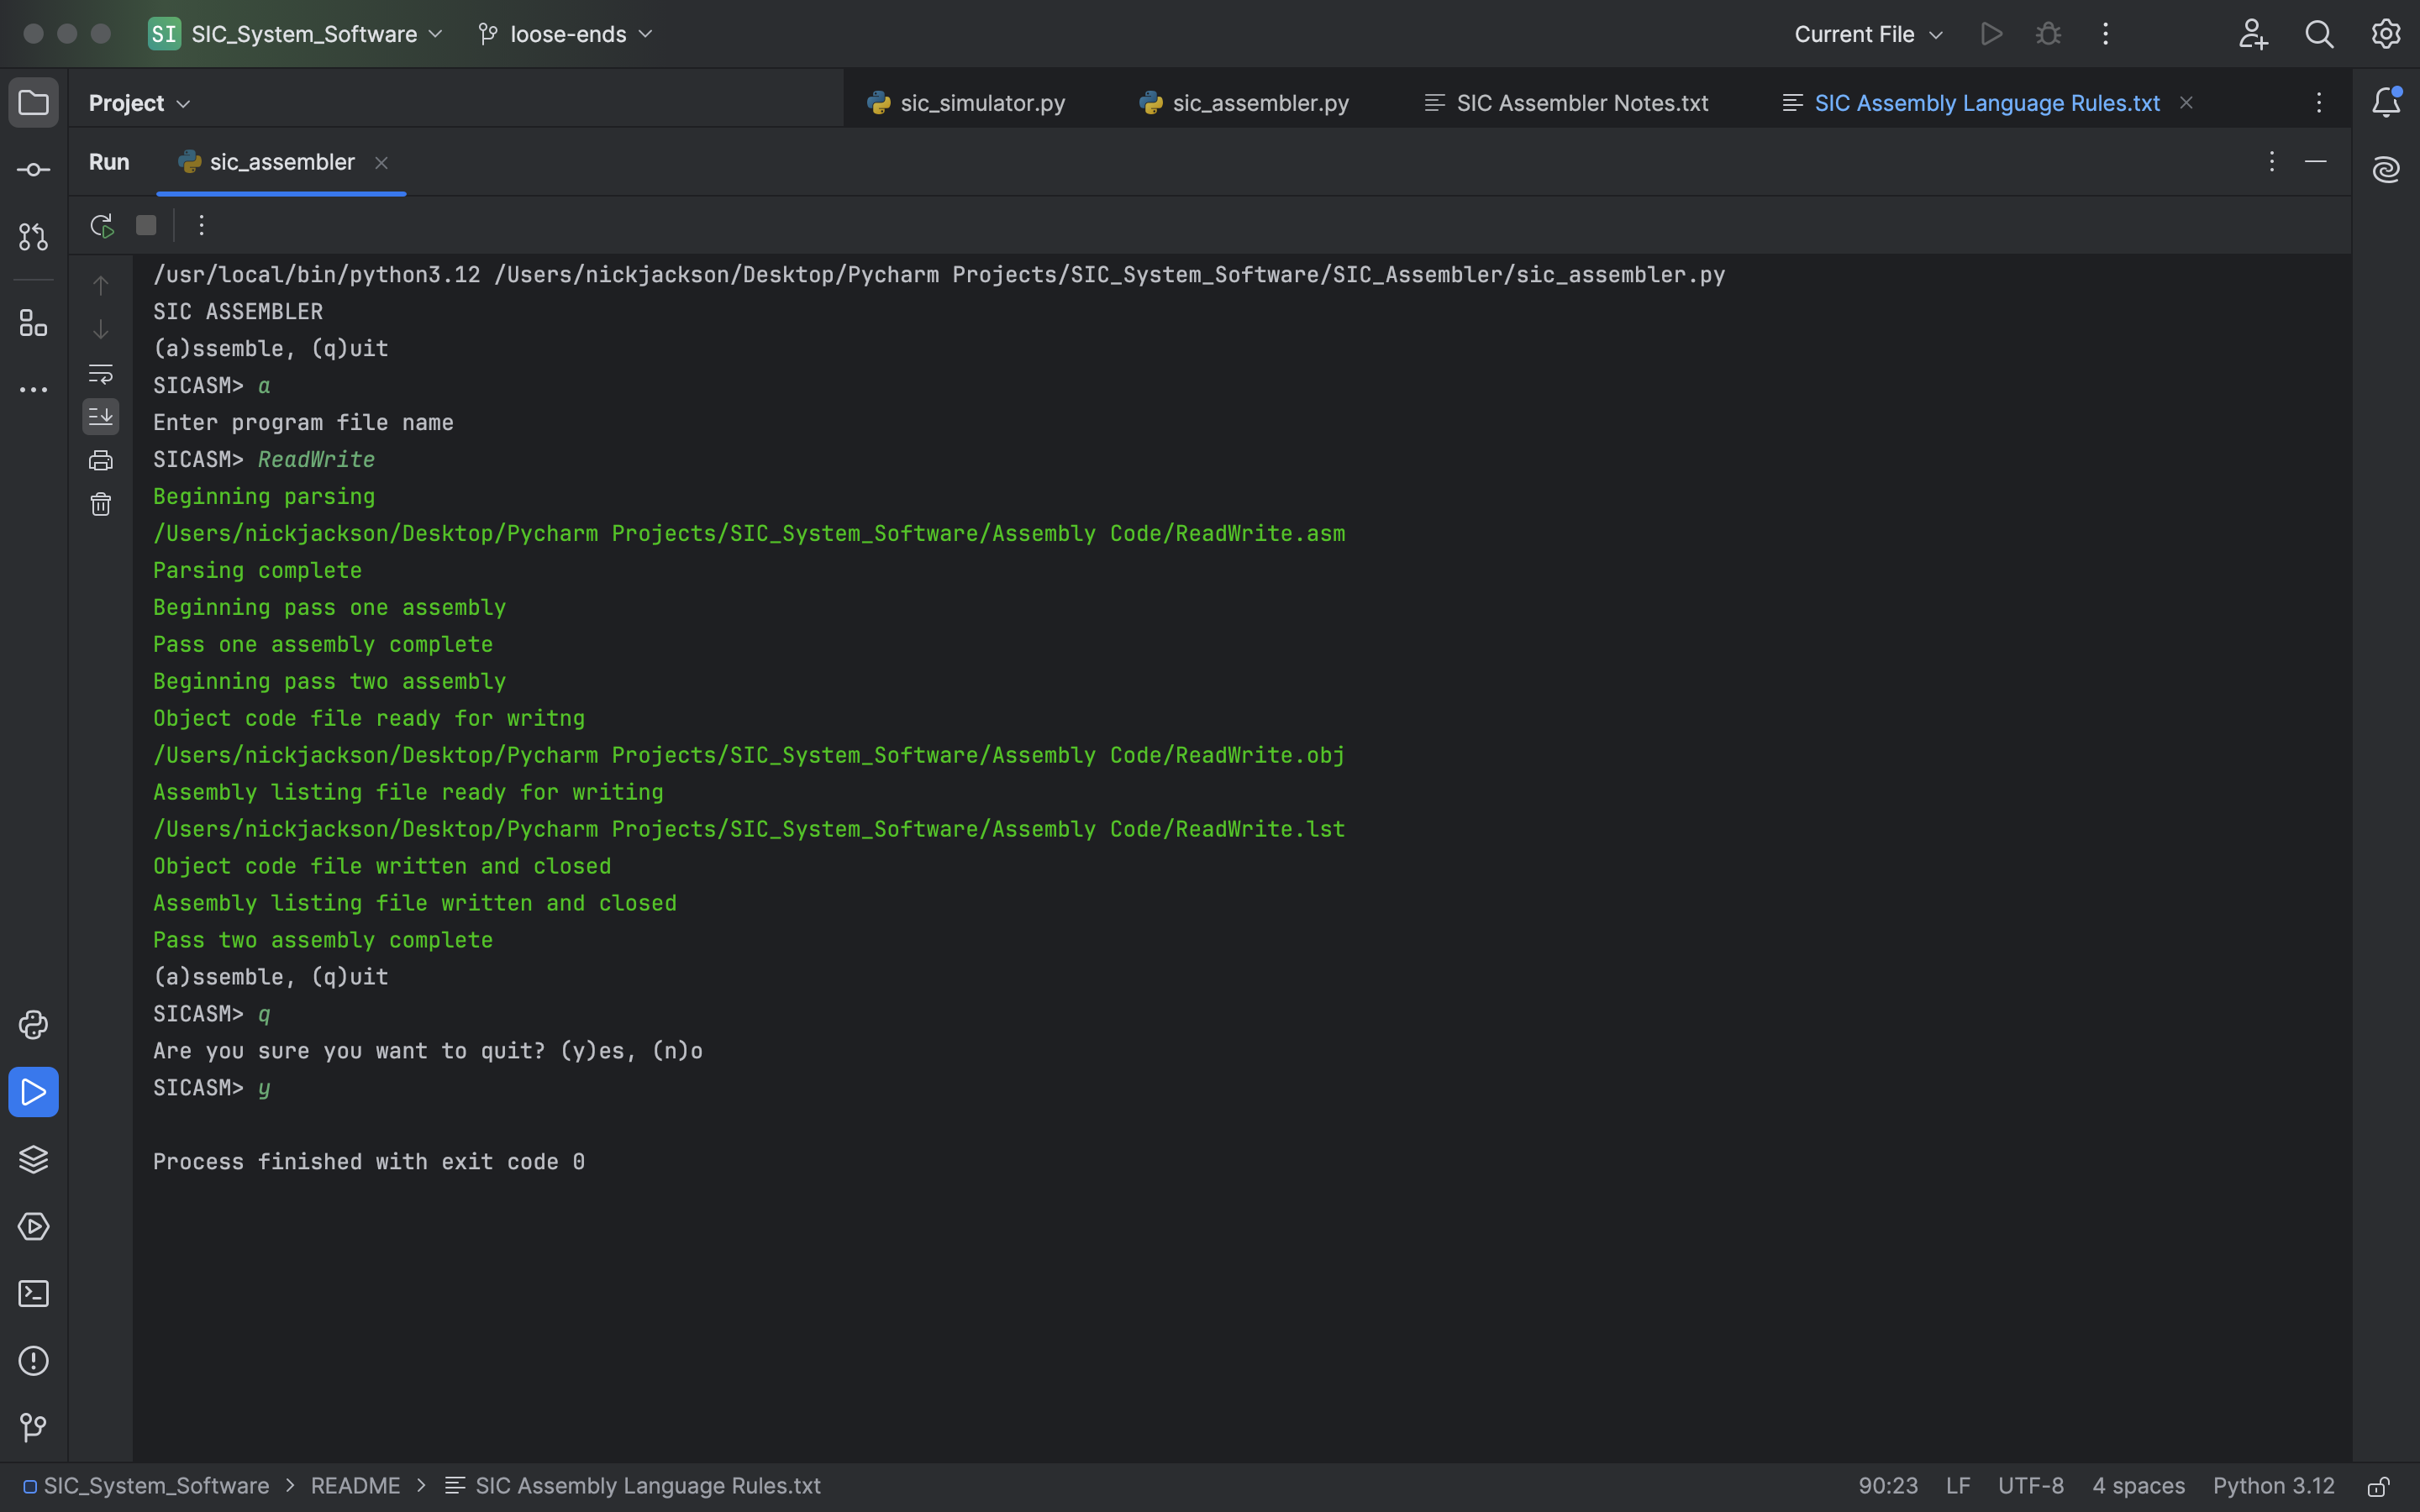 SI SIC_System_Software loose-ends Current File
Project sic_simulator.py sic_assembler.py SIC Assembler Notes.txt SIC Assembly Language Rules.txt
Run sic_assembler
/usr/local/bin/python3.12 /Users/nickjackson/Desktop/Pycharm Projects/SIC_System_Software/SIC_Assembler/sic_assembler.py
SIC ASSEMBLER
(a)ssemble, (q)uit
SICASM> a
Enter program file name
SICASM> ReadWrite
Beginning parsing
/Users/nickjackson/Desktop/Pycharm Projects/SIC_System_Software/Assembly Code/ReadWrite.asm
Parsing complete
Beginning pass one assembly
Pass one assembly complete
Beginning pass two assembly
Object code file ready for writng
/Users/nickjackson/Desktop/Pycharm Projects/SIC_System_Software/Assembly Code/ReadWrite.obj
Assembly listing file ready for writing
/Users/nickjackson/Desktop/Pycharm Projects/SIC_System_Software/Assembly Code/ReadWrite.lst
Object code file written and closed
Assembly listing file written and closed
Pass two assembly complete
(a)ssemble, (q)uit
SICASM> q
Are you sure you want to quit? (y)es, (n)o
SICASM> y
Process finished with exit code 0
SIC_System_Software > README > SIC Assembly Language Rules.txt 90:23 LF UTF-8 4 spaces Python 3.12